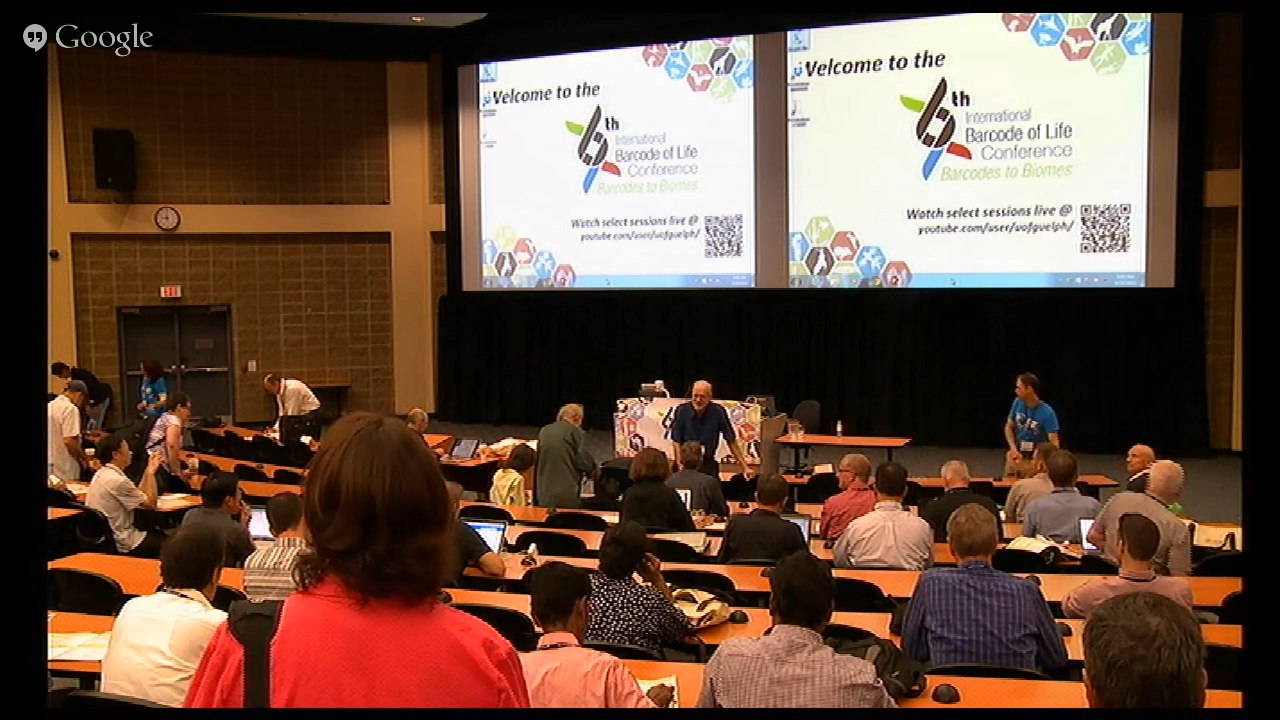 Google
Welcome to the
6th
International
Barcode of Life
Conference
Barcodes to Biomes
Watch select sessions live @
youtube.com/user/uofguelph/
Welcome to the
6th
International
Barcode of Life
Conference
Barcodes to Biomes
Watch select sessions live @
youtube.com/user/uofguelph/
EXIT